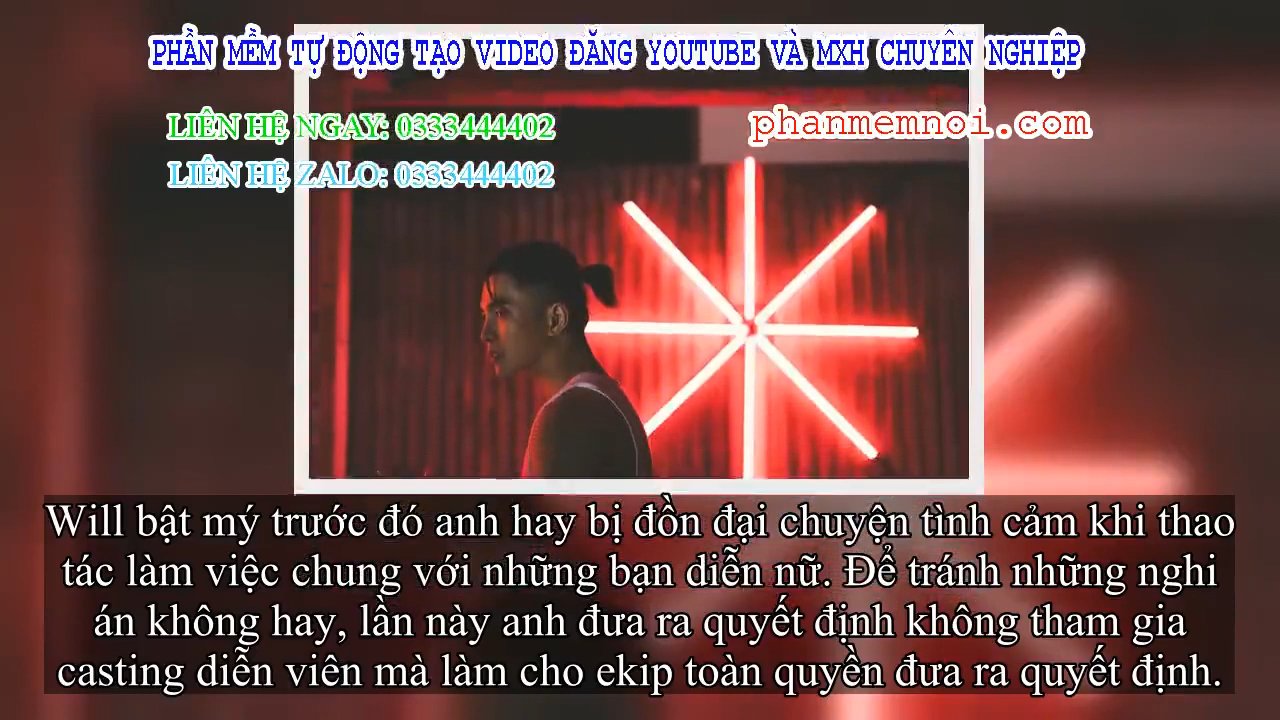 PHẦN MỀM TỰ ĐỘNG TẠO VIDEO ĐĂNG YOUTUBE VÀ MXH CHUYÊN NGHIỆP
LIÊN HỆ NGAY: 0333444402
phanmemnoi.com
LIÊN HỆ ZALO: 0333444402
Will bật mý trước đó anh hay bị đồn đại chuyện tình cảm khi thao
tác làm việc chung với những bạn diễn nữ. Để tránh những nghi
án không hay, lần này anh đưa ra quyết định không tham gia
casting diễn viên mà làm cho ekip toàn quyền đưa ra quyết định.